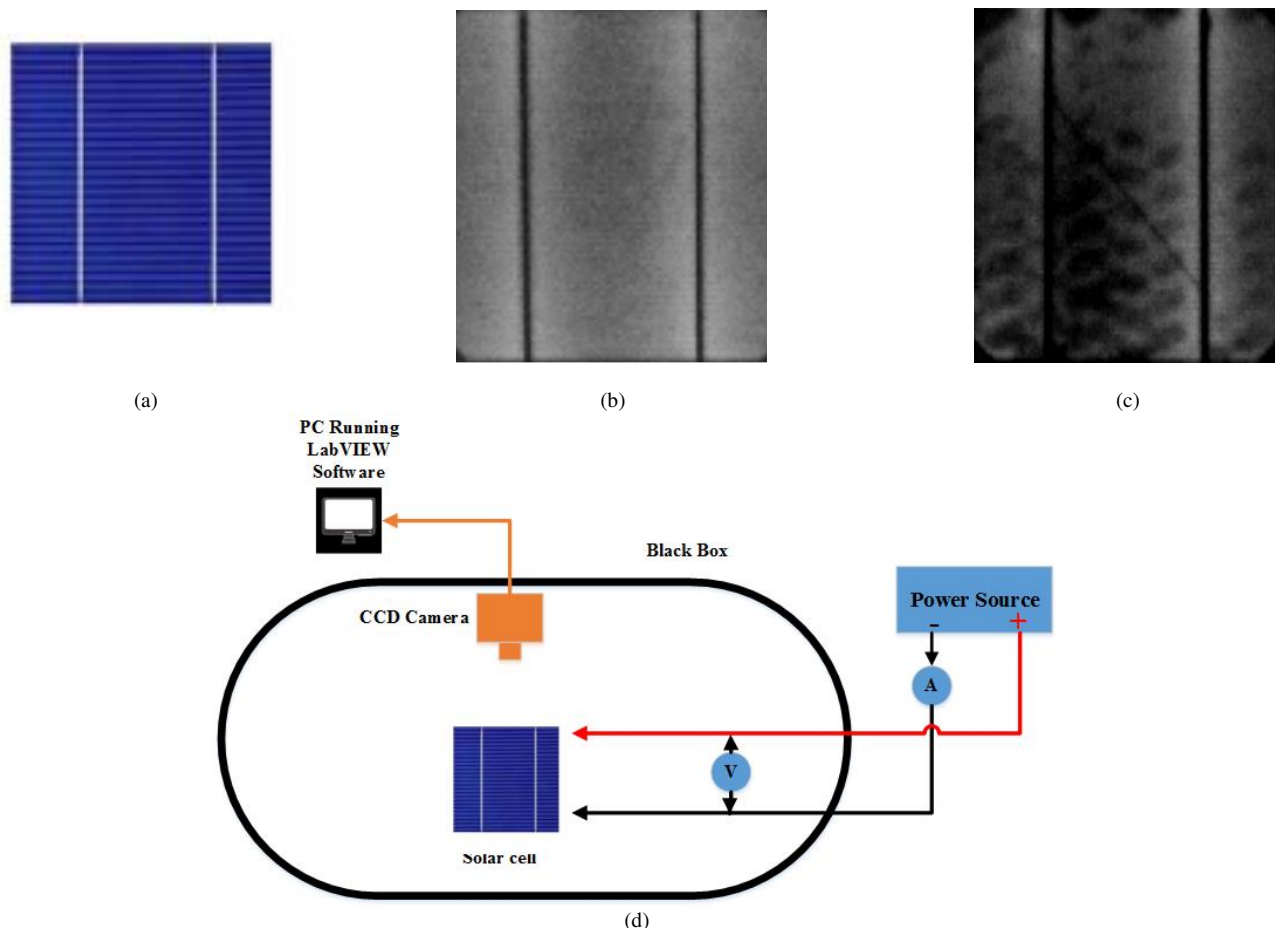 (a)
(b)
(c)
PC Running
LabVIEW
Software
Black Box
CCD Camera
Power Source
- +
A
V
Solar cell
(d)